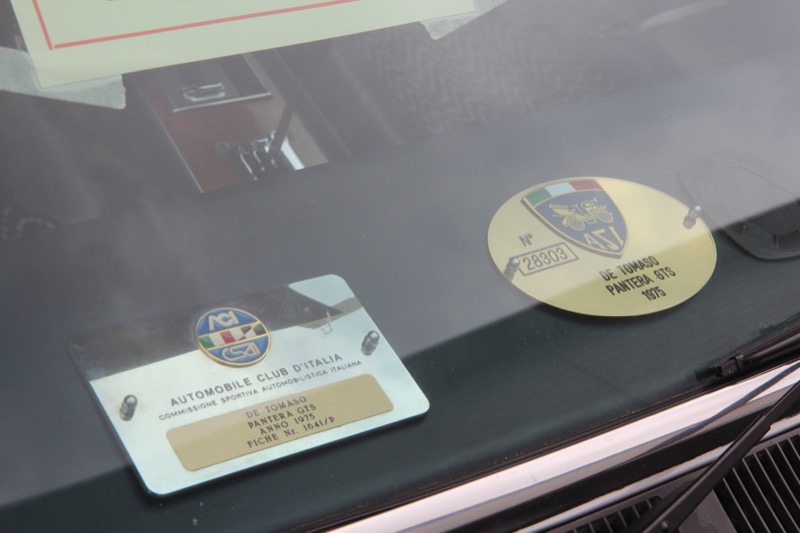 ACI
CSAI
AUTOMOBILE CLUB D'ITALIA
COMMISSIONE SPORTIVA AUTOMOBILISTICA ITALIANA
DE TOMASO
PANTERA GTS
ANNO 1975
FICHE Nr. 1641/P
ASI
N° 28303
DE TOMASO
PANTERA GTS
1975